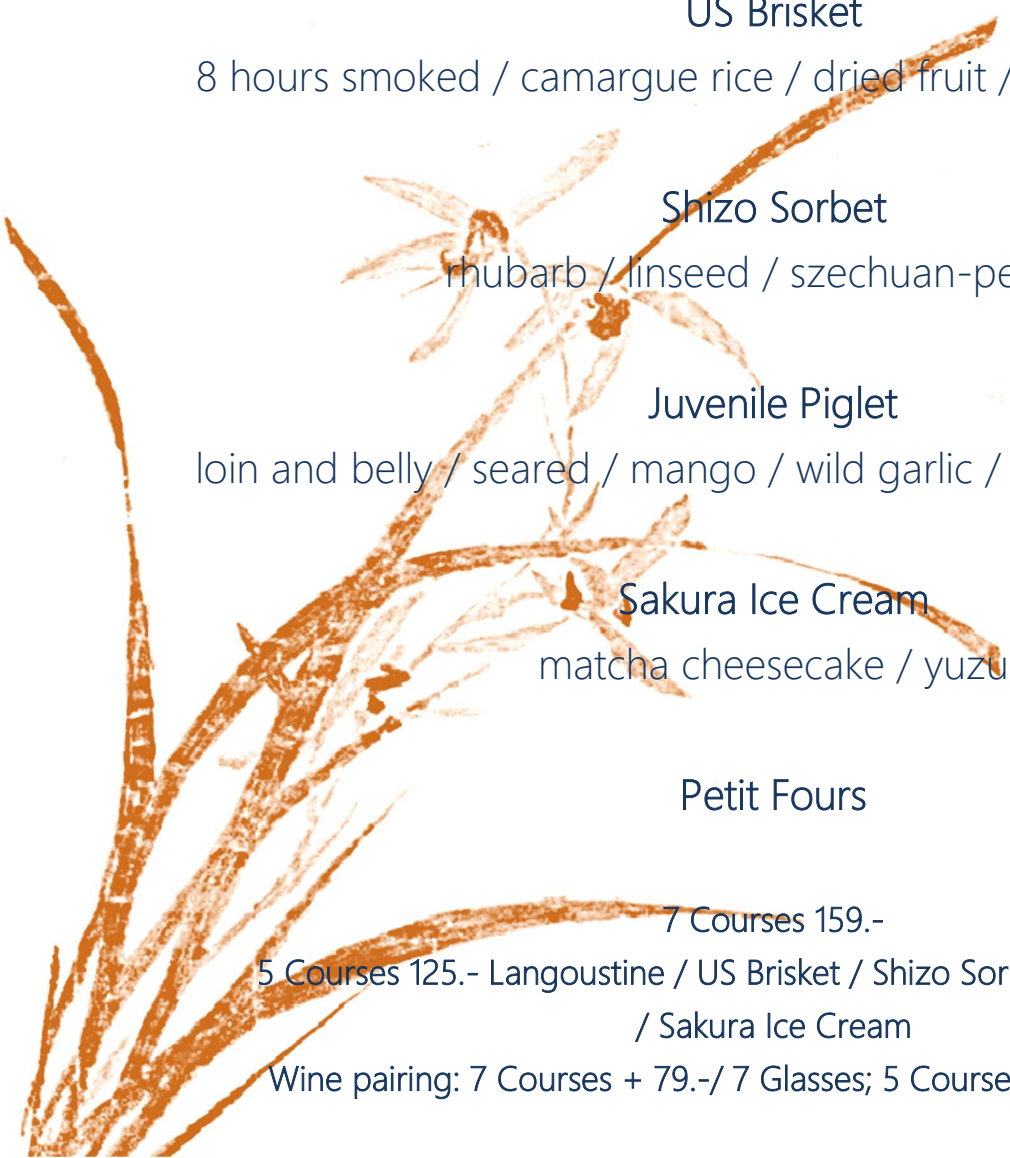 US Brisket
8 hours smoked / camargue rice / dried fruit /
Shizo Sorbet
rhubarb / linseed / szechuan-pe
Juvenile Piglet
loin and belly / seared / mango / wild garlic /
Sakura Ice Cream
matcha cheesecake / yuzu
Petit Fours
7 Courses 159.-
5 Courses 125.- Langoustine / US Brisket / Shizo Sor
/ Sakura Ice Cream
Wine pairing: 7 Courses + 79.-/ 7 Glasses; 5 Course